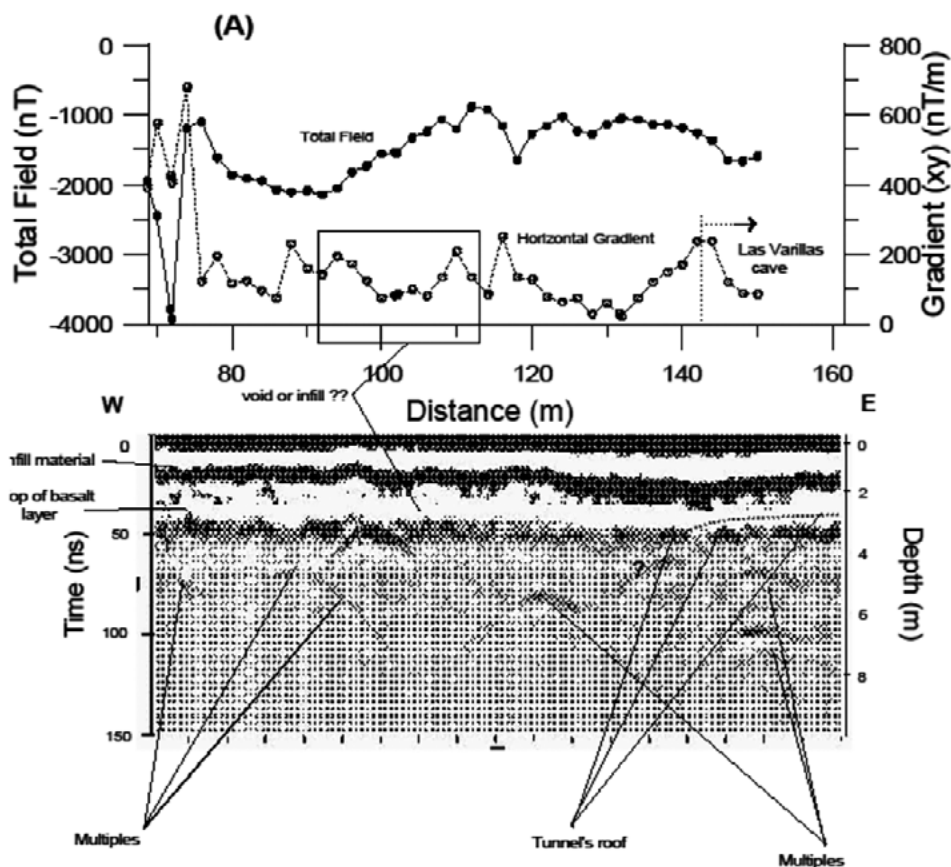 (A)
0
-1000
-2000
-3000
-4000
Total Field (nT)
800
600
400
200
0
Gradient (xy) (nT/m)
Total Field
Horizontal Gradient
Las Varillas
cave
80
100
120
140
160
Distance (m)
void or infill ??
W
E
nfill material
op of basalt
layer
0
50
100
150
Time (ns)
0
2
4
6
8
Depth (m)
?
Multiples
Tunnel's roof
Multiples